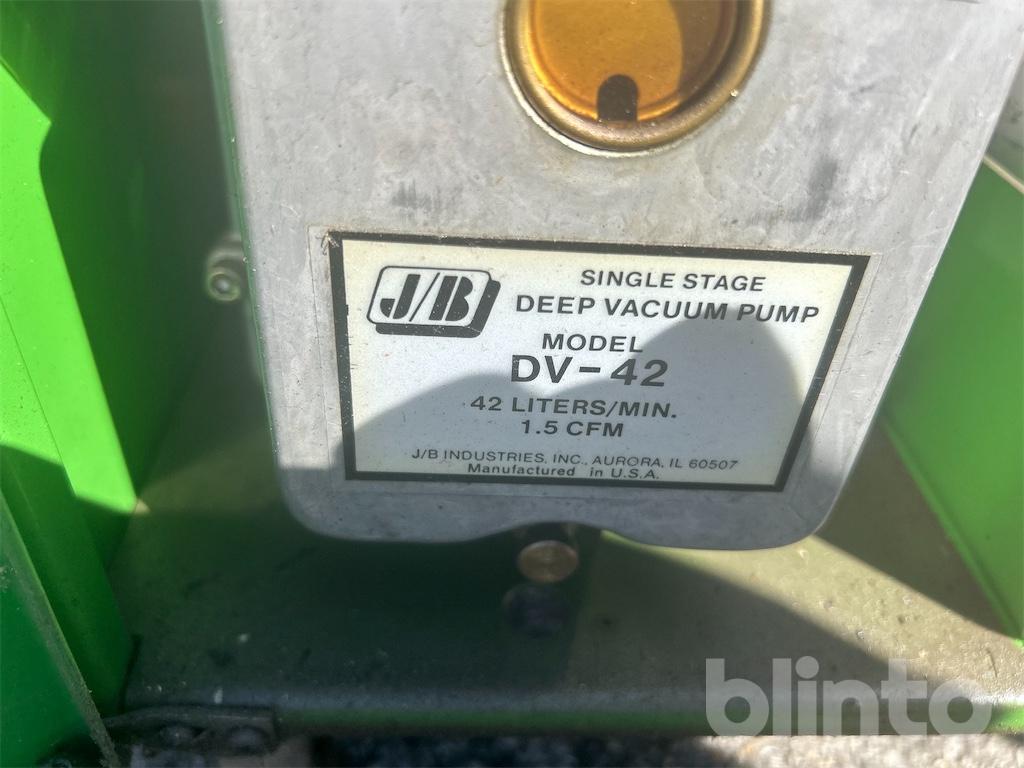 J/B
SINGLE STAGE
DEEP VACUUM PUMP
MODEL
DV-42
42 LITERS/MIN.
1.5 CFM
J/B INDUSTRIES, INC., AURORA, IL 60507
Manufactured in U.S.A.
blinto